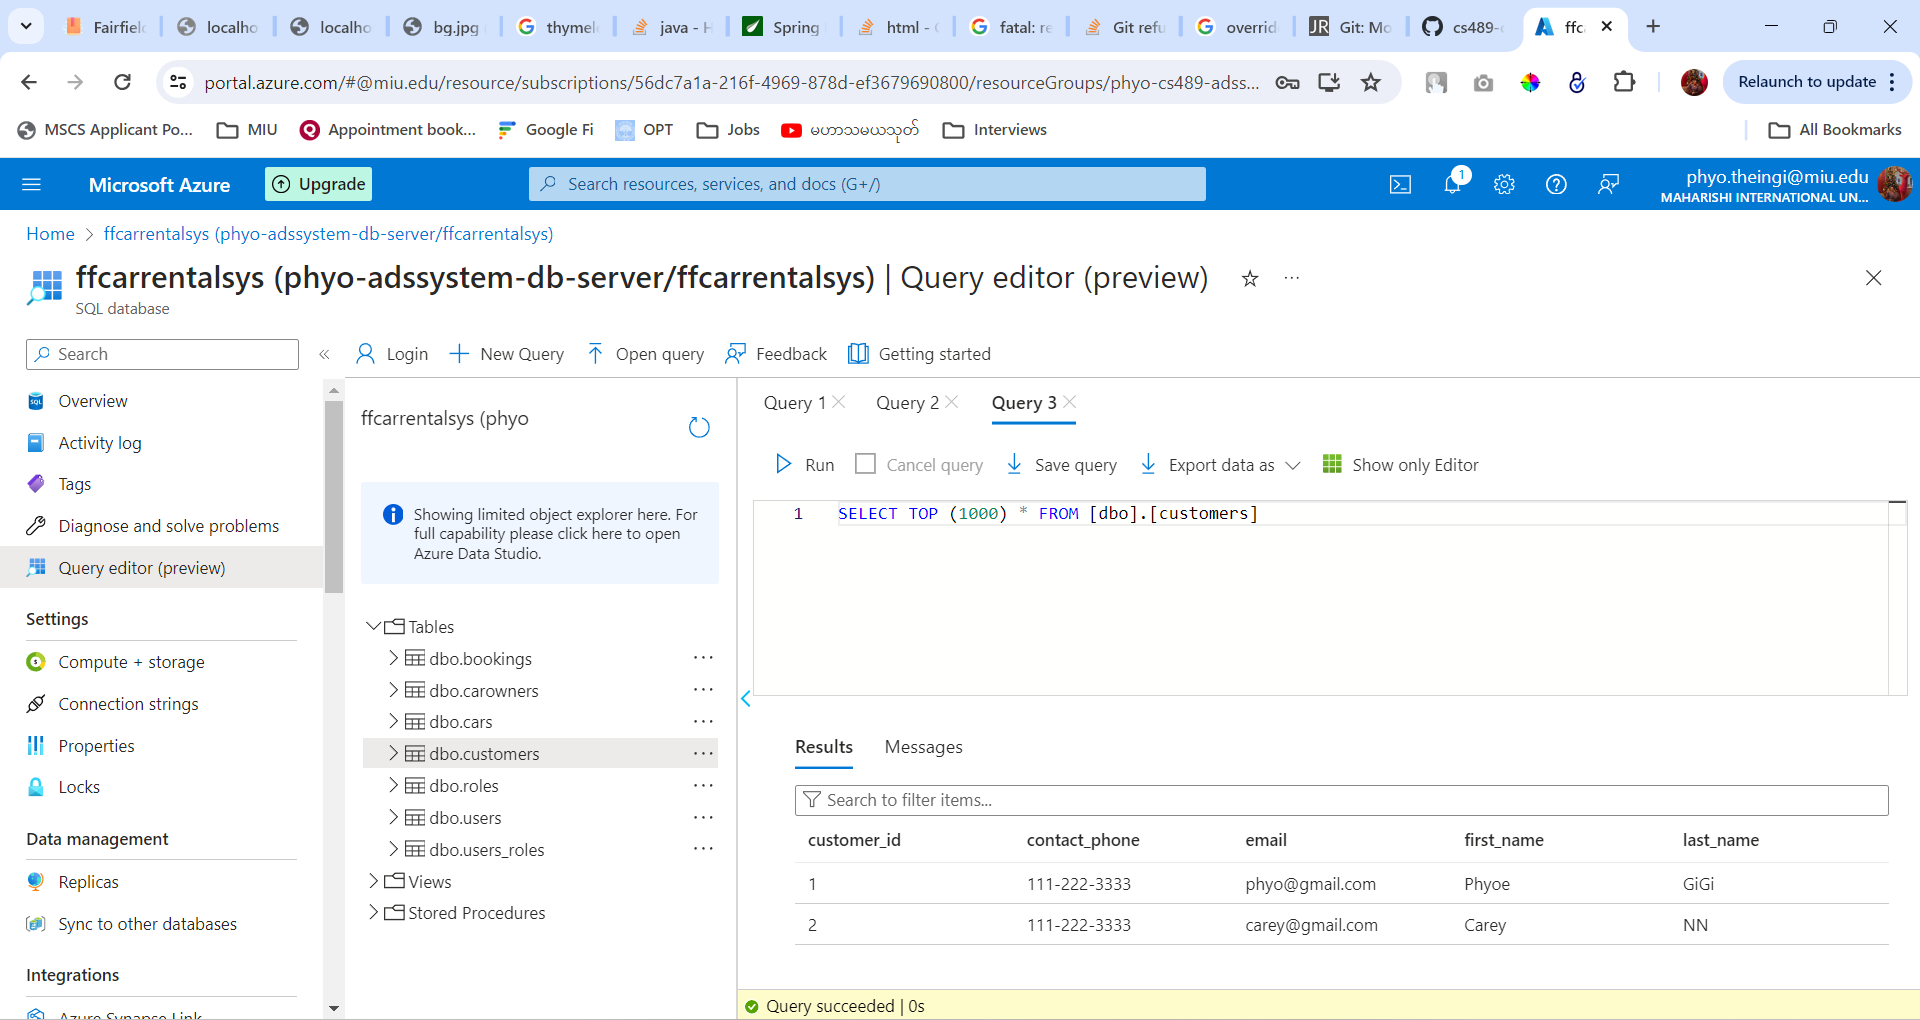 Fairfiel
localho
localho
bg.jpg
thymele
java - H
Spring
html -
fatal: re
Git refu
overrid
Git: Mo
cs489-
ffc
portal.azure.com/#@miu.edu/resource/subscriptions/56dc7a1a-216f-4969-878d-ef3679690800/resourceGroups/phyo-cs489-adss...
Relaunch to update
MSCS Applicant Po...
MIU
Appointment book...
Google Fi
OPT
Jobs
မဟာသမယသုတ်
Interviews
All Bookmarks
Microsoft Azure
Upgrade
Search resources, services, and docs (G+/)
1
phyo.theingi@miu.edu
MAHARISHI INTERNATIONAL UN...
Home > ffcarrentalsys (phyo-adssystem-db-server/ffcarrentalsys)
ffcarrentalsys (phyo-adssystem-db-server/ffcarrentalsys) | Query editor (preview)
SQL database
Search
Login
New Query
Open query
Feedback
Getting started
Overview
Activity log
Tags
Diagnose and solve problems
Query editor (preview)
Settings
Compute + storage
Connection strings
Properties
Locks
Data management
Replicas
Sync to other databases
Integrations
Azure Synapse Link
ffcarrentalsys (phyo
Showing limited object explorer here. For
full capability please click here to open
Azure Data Studio.
Tables
dbo.bookings
dbo.carowners
dbo.cars
dbo.customers
dbo.roles
dbo.users
dbo.users_roles
Views
Stored Procedures
Query 1
Query 2
Query 3
Run
Cancel query
Save query
Export data as
Show only Editor
1 SELECT TOP (1000) * FROM [dbo].[customers]
Results
Messages
Search to filter items...
customer_id contact_phone email first_name last_name
1 111-222-3333 phyo@gmail.com Phyoe GiGi
2 111-222-3333 carey@gmail.com Carey NN
Query succeeded | 0s